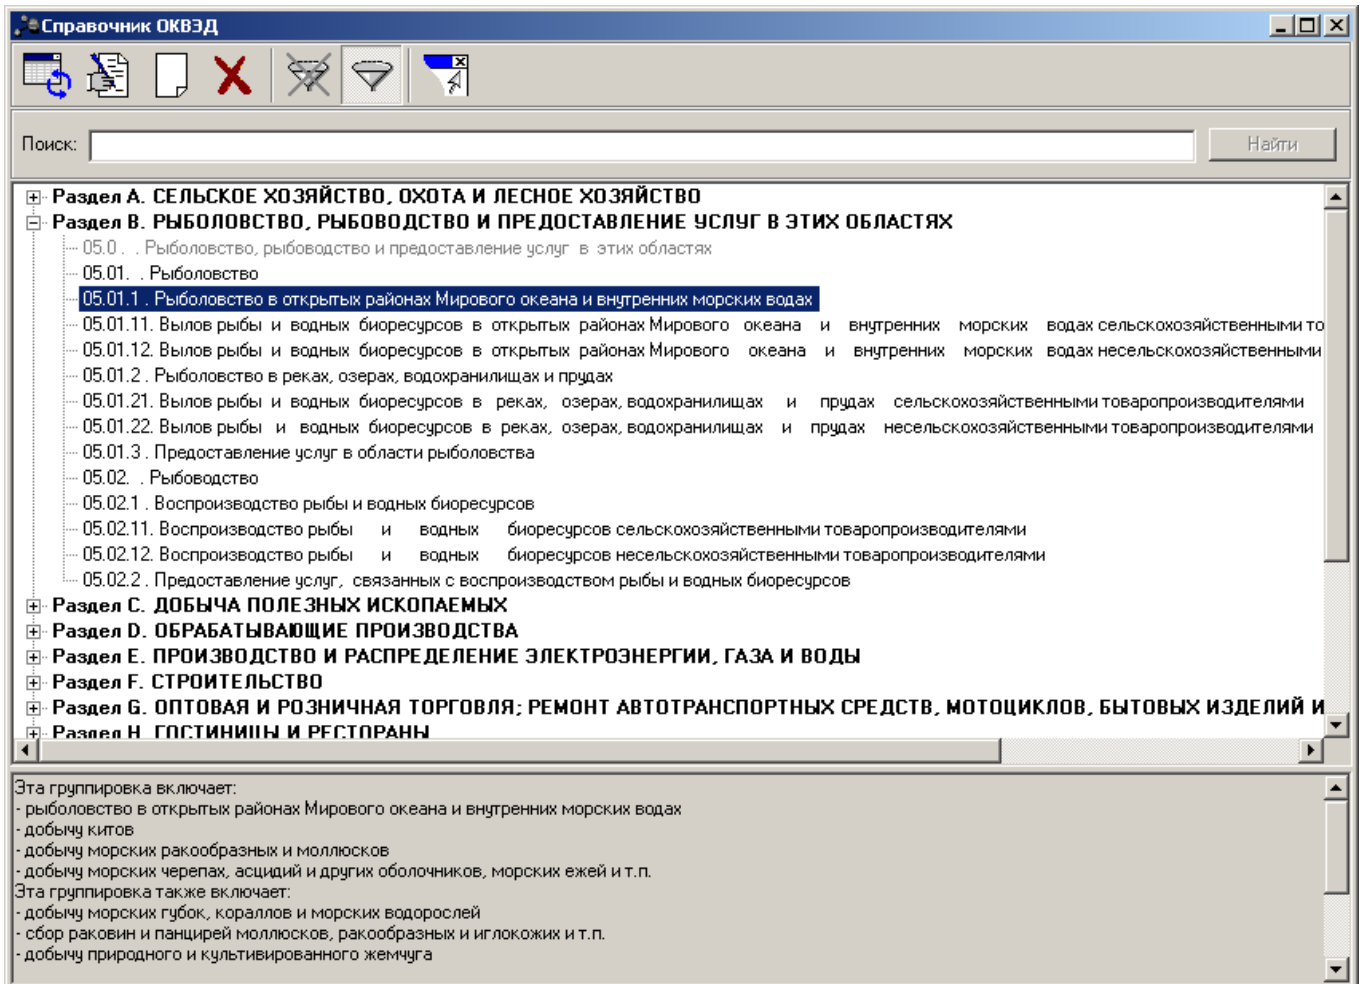 Справочник ОКВЭД
Поиск:
Найти
Раздел A. СЕЛЬСКОЕ ХОЗЯЙСТВО, ОХОТА И ЛЕСНОЕ ХОЗЯЙСТВО
Раздел B. РЫБОЛОВСТВО, РЫБОВОДСТВО И ПРЕДОСТАВЛЕНИЕ УСЛУГ В ЭТИХ ОБЛАСТЯХ
05.0 . . Рыболовство, рыбоводство и предоставление услуг в этих областях
05.01. . Рыболовство
05.01.1 . Рыболовство в открытых районах Мирового океана и внутренних морских водах
05.01.11. Вылов рыбы и водных биоресурсов в открытых районах Мирового океана и внутренних морских водах сельскохозяйственными то
05.01.12. Вылов рыбы и водных биоресурсов в открытых районах Мирового океана и внутренних морских водах несельскохозяйственными
05.01.2 . Рыболовство в реках, озерах, водохранилищах и прудах
05.01.21. Вылов рыбы и водных биоресурсов в реках, озерах, водохранилищах и прудах сельскохозяйственными товаропроизводителями
05.01.22. Вылов рыбы и водных биоресурсов в реках, озерах, водохранилищах и прудах несельскохозяйственными товаропроизводителями
05.01.3 . Предоставление услуг в области рыболовства
05.02. . Рыбоводство
05.02.1 . Воспроизводство рыбы и водных биоресурсов
05.02.11. Воспроизводство рыбы и водных биоресурсов сельскохозяйственными товаропроизводителями
05.02.12. Воспроизводство рыбы и водных биоресурсов несельскохозяйственными товаропроизводителями
05.02.2 . Предоставление услуг, связанных с воспроизводством рыбы и водных биоресурсов
Раздел C. ДОБЫЧА ПОЛЕЗНЫХ ИСКОПАЕМЫХ
Раздел D. ОБРАБАТЫВАЮЩИЕ ПРОИЗВОДСТВА
Раздел E. ПРОИЗВОДСТВО И РАСПРЕДЕЛЕНИЕ ЭЛЕКТРОЭНЕРГИИ, ГАЗА И ВОДЫ
Раздел F. СТРОИТЕЛЬСТВО
Раздел G. ОПТОВАЯ И РОЗНИЧНАЯ ТОРГОВЛЯ; РЕМОНТ АВТОТРАНСПОРТНЫХ СРЕДСТВ, МОТОЦИКЛОВ, БЫТОВЫХ ИЗДЕЛИЙ И
Раздел H. ГОСТИНИЦЫ И РЕСТОРАНЫ
Эта группировка включает:
- рыболовство в открытых районах Мирового океана и внутренних морских водах
- добычу китов
- добычу морских ракообразных и моллюсков
- добычу морских черепах, асцидий и других оболочников, морских ежей и т.п.
Эта группировка также включает:
- добычу морских губок, кораллов и морских водорослей
- сбор раковин и панцирей моллюсков, ракообразных и иглокожих и т.п.
- добычу природного и культивированного жемчуга